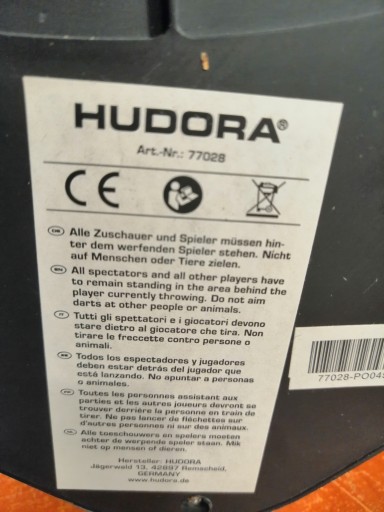 HUDORA®
Art.-Nr.: 77028
CE
DE Alle Zuschauer und Spieler müssen hin-
ter dem werfenden Spieler stehen. Nicht
auf Menschen oder Tiere zielen.
EN All spectators and all other players have
to remain standing in the area behind the
player currently throwing. Do not aim
darts at other people or animals.
IT Tutti gli spettatori e i giocatori devono
stare dietro al giocatore che tira. Non
tirare le freccette contro persone o
animali.
ES Todos los espectadores y jugadores
deben estar detrás del jugador que
está lanzando. No apuntar a personas
o animales.
FR Toutes les personnes assistant aux
parties et les autres joueurs devront se
trouver derrière la personne en train de
tirer. Ne pas lancer de fléchettes sur
d'autres personnes ni sur des animaux.
NL Alle toeschouwers en spelers moeten
achter de werpende speler staan. Mik
niet op mensen of dieren.
Hersteller: HUDORA
Jägerwald 13, 42897 Remscheid,
GERMANY
www.hudora.de
77028-PO04